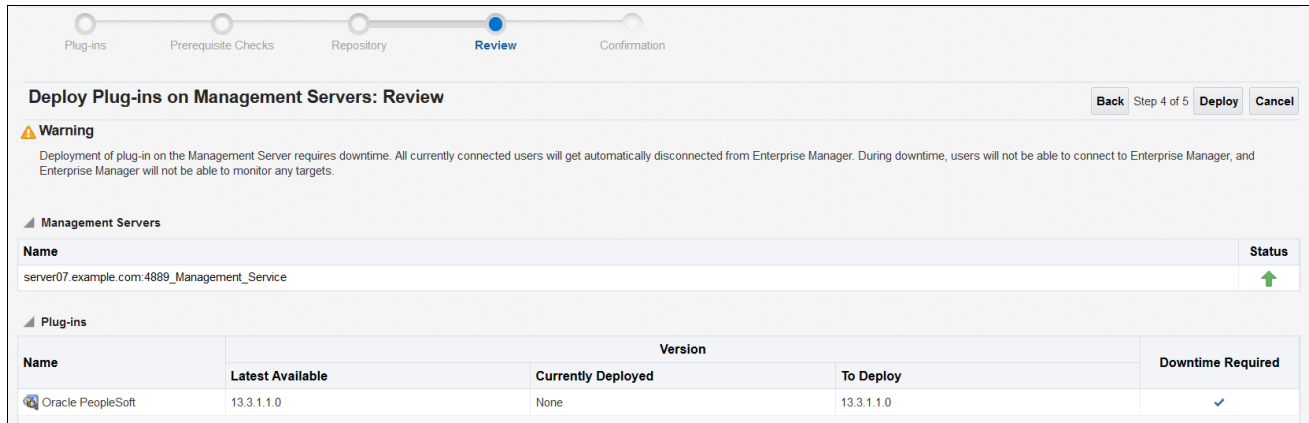 Plug-ins Prerequisite Checks Repository Review Confirmation
Deploy Plug-ins on Management Servers: Review
Back Step 4 of 5 Deploy Cancel
Warning
Deployment of plug-in on the Management Server requires downtime. All currently connected users will get automatically disconnected from Enterprise Manager. During downtime, users will not be able to connect to Enterprise Manager, and
Enterprise Manager will not be able to monitor any targets.
Management Servers
Name Status
server07.example.com:4889_Management_Service
Plug-ins
Name Version Downtime Required
Latest Available Currently Deployed To Deploy
Oracle PeopleSoft 13.3.1.1.0 None 13.3.1.1.0